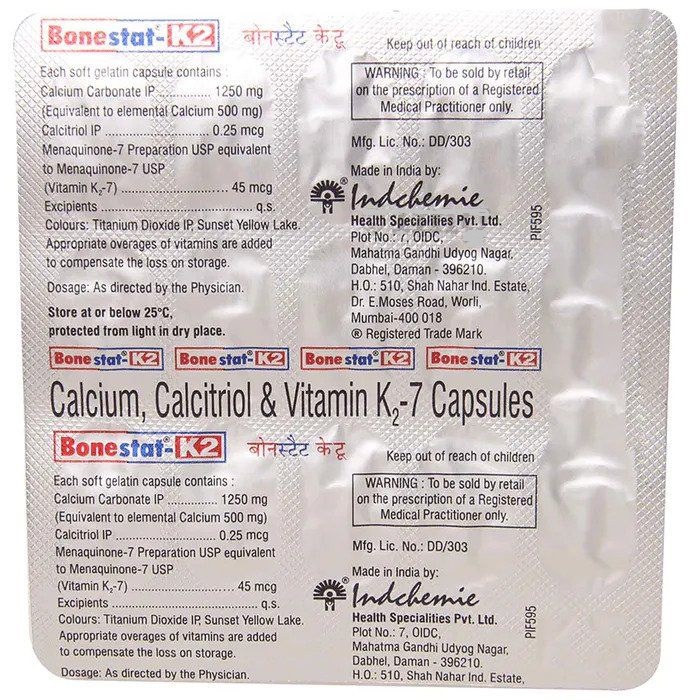 Bonestat®-K2 बोनस्टैट केटू
Keep out of reach of children
Each soft gelatin capsule contains :
Calcium Carbonate IP ............. 1250 mg
(Equivalent to elemental Calcium 500 mg)
Calcitriol IP ........................ 0.25 mcg
Menaquinone-7 Preparation USP equivalent
to Menaquinone-7 USP
(Vitamin K2-7) ........................ 45 mcg
Excipients ................................ q.s.
Colours: Titanium Dioxide IP, Sunset Yellow Lake.
Appropriate overages of vitamins are added
to compensate the loss on storage.
Dosage: As directed by the Physician.
Store at or below 25°C,
protected from light in dry place.
WARNING : To be sold by retail
on the prescription of a Registered
Medical Practitioner only.
Mfg. Lic. No.: DD/303
Made in India by:
® Indchemie
Health Specialities Pvt. Ltd.
Plot No.: 7, OIDC,
Mahatma Gandhi Udyog Nagar,
Dabhel, Daman - 396210.
H.O.: 510, Shah Nahar Ind. Estate,
Dr. E.Moses Road, Worli,
Mumbai-400 018
® Registered Trade Mark
PIF595
Bonestat®-K2 Bonestat®-K2 Bonestat®-K2 Bonestat®-K2
Calcium, Calcitriol & Vitamin K2-7 Capsules
Bonestat®-K2 बोनस्टैट केटू
Keep out of reach of children
Each soft gelatin capsule contains :
Calcium Carbonate IP ............. 1250 mg
(Equivalent to elemental Calcium 500 mg)
Calcitriol IP ........................ 0.25 mcg
Menaquinone-7 Preparation USP equivalent
to Menaquinone-7 USP
(Vitamin K2-7) ........................ 45 mcg
Excipients ................................ q.s.
Colours: Titanium Dioxide IP, Sunset Yellow Lake.
Appropriate overages of vitamins are added
to compensate the loss on storage.
Dosage: As directed by the Physician.
WARNING : To be sold by retail
on the prescription of a Registered
Medical Practitioner only.
Mfg. Lic. No.: DD/303
Made in India by:
® Indchemie
Health Specialities Pvt. Ltd.
Plot No.: 7, OIDC,
Mahatma Gandhi Udyog Nagar,
Dabhel, Daman - 396210.
H.O.: 510, Shah Nahar Ind. Estate,
PIF595